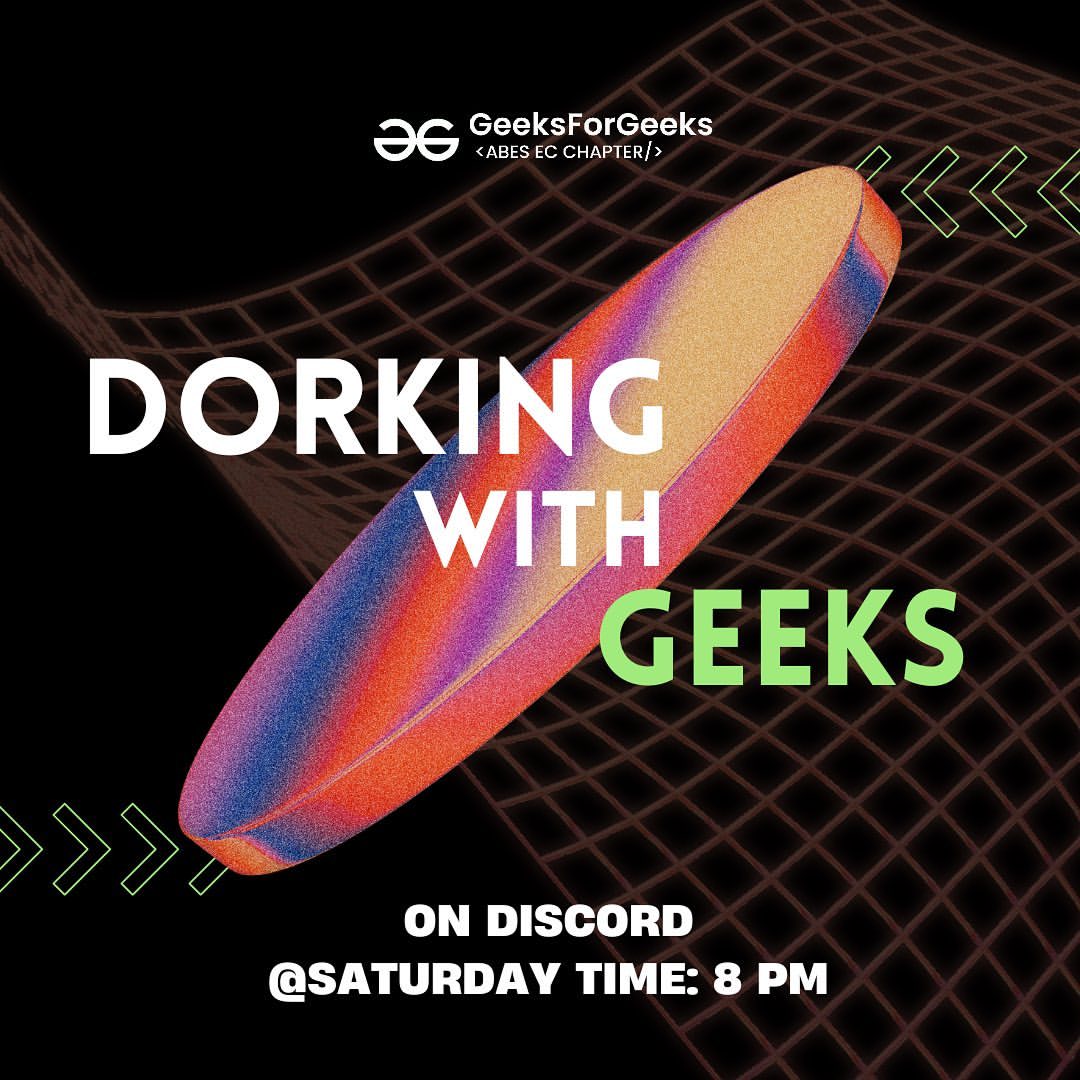 GeeksForGeeks
<ABES EC CHAPTER/>
DORKING
WITH
GEEKS
ON DISCORD
@SATURDAY TIME: 8 PM